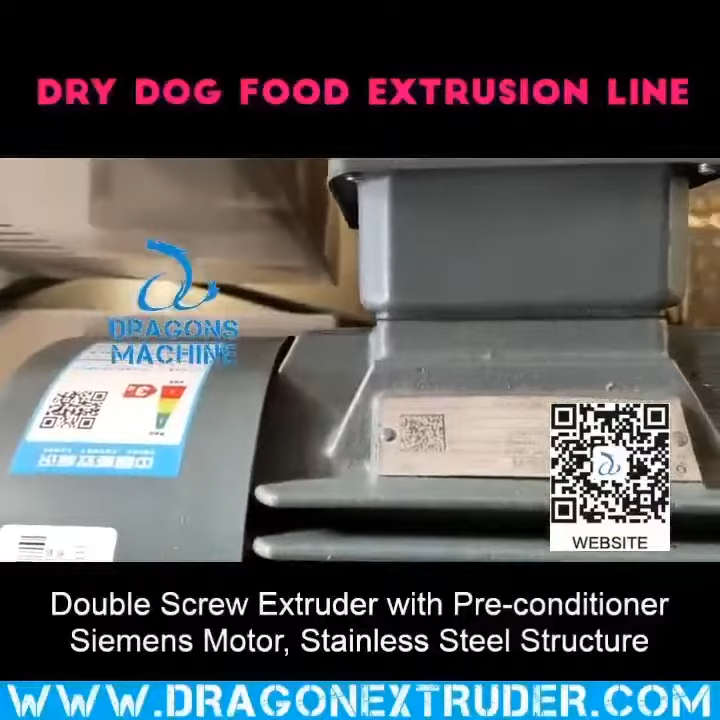 DRY DOG FOOD EXTRUSION LINE
DRAGONS
MACHINE
WEBSITE
Double Screw Extruder with Pre-conditioner
Siemens Motor, Stainless Steel Structure
WWW.DRAGONEXTRUDER.COM